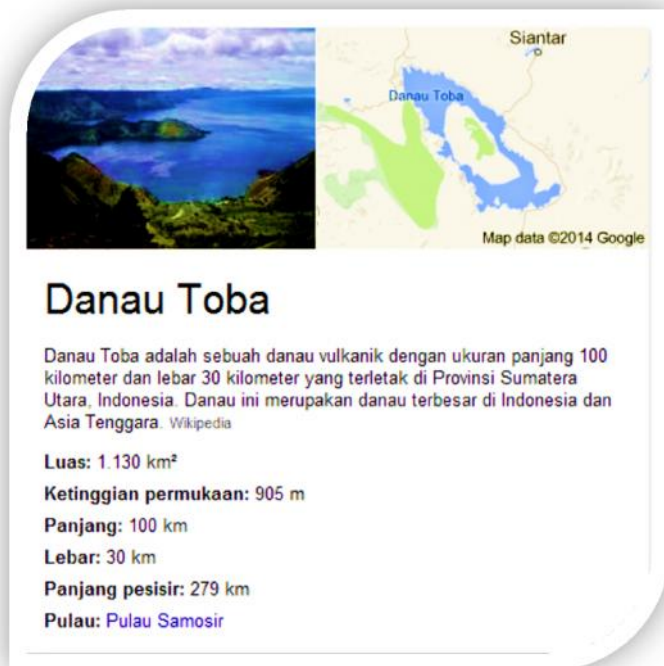 Siantar
Danau Toba
Map data ©2014 Google
Danau Toba
Danau Toba adalah sebuah danau vulkanik dengan ukuran panjang 100
kilometer dan lebar 30 kilometer yang terletak di Provinsi Sumatera
Utara, Indonesia. Danau ini merupakan danau terbesar di Indonesia dan
Asia Tenggara. Wikipedia
Luas: 1.130 km²
Ketinggian permukaan: 905 m
Panjang: 100 km
Lebar: 30 km
Panjang pesisir: 279 km
Pulau: Pulau Samosir